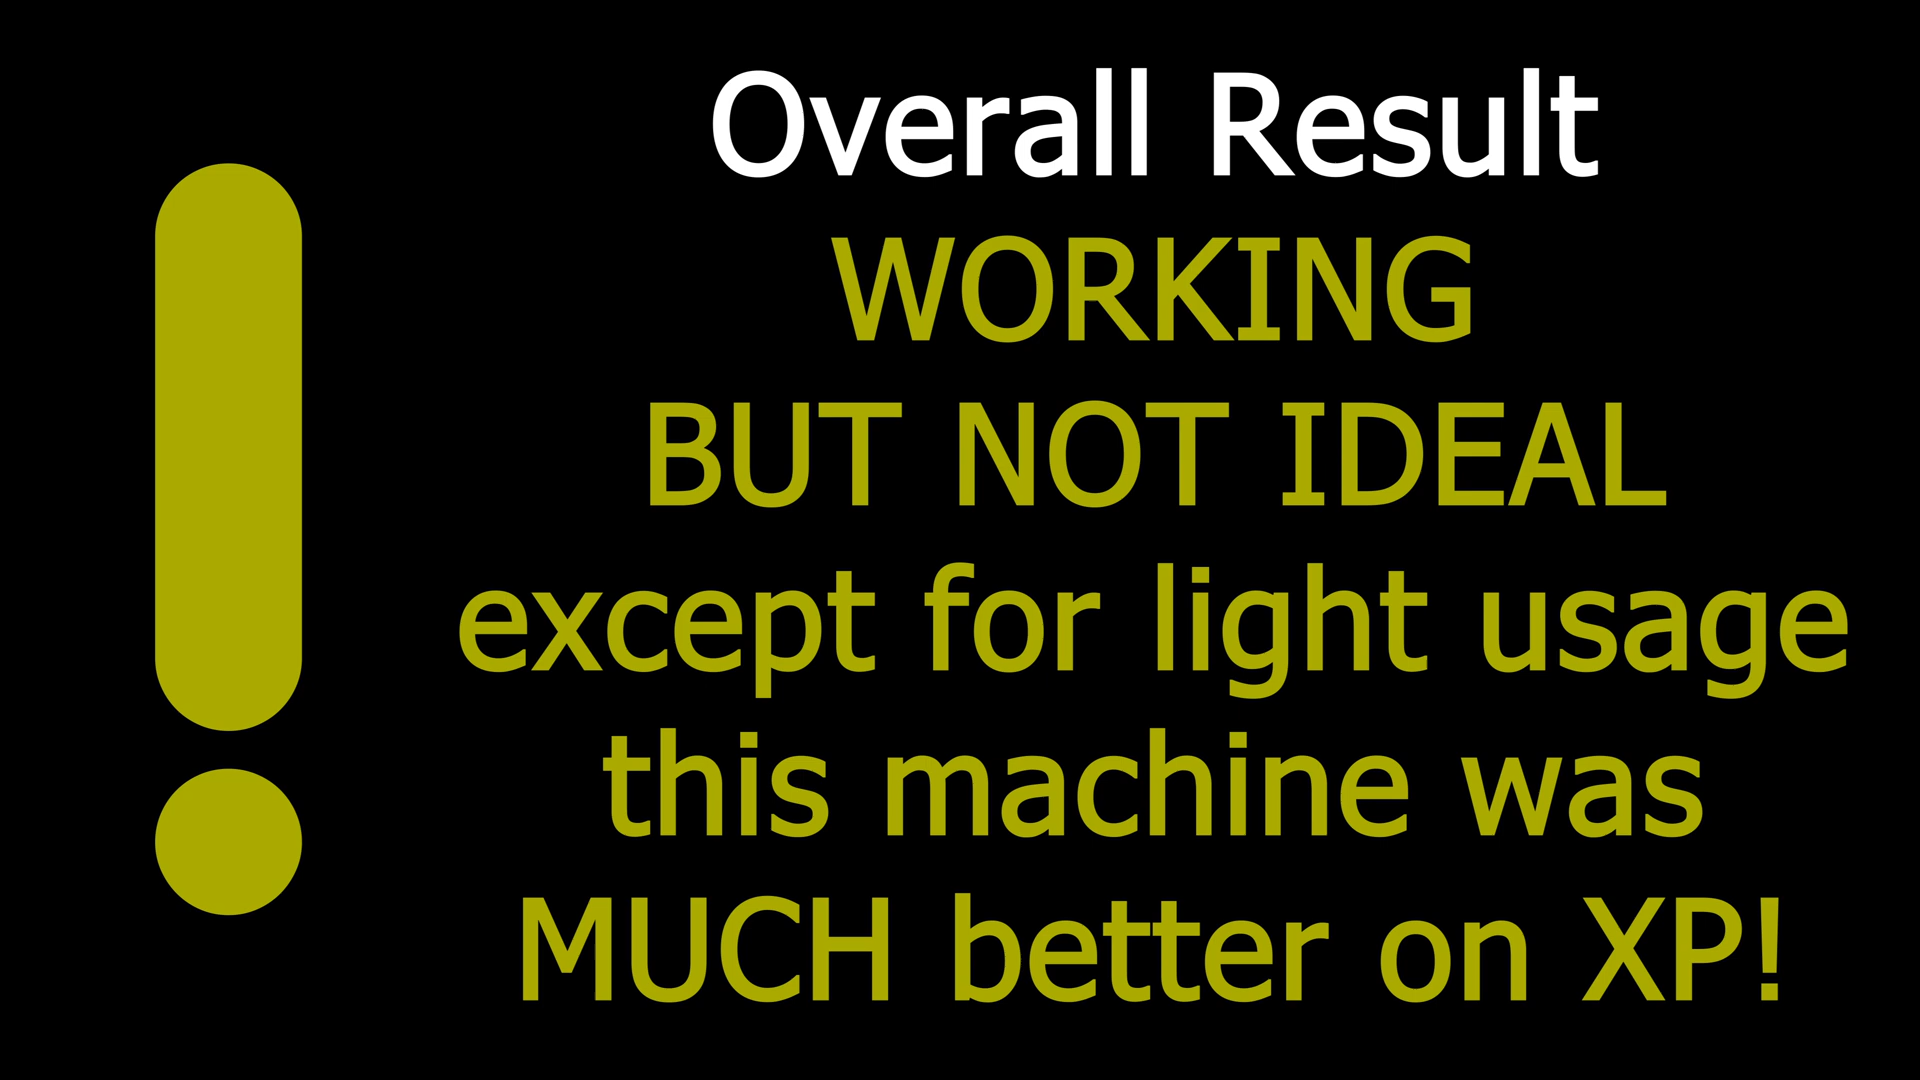 Overall Result
WORKING
BUT NOT IDEAL
except for light usage
this machine was
MUCH better on XP!